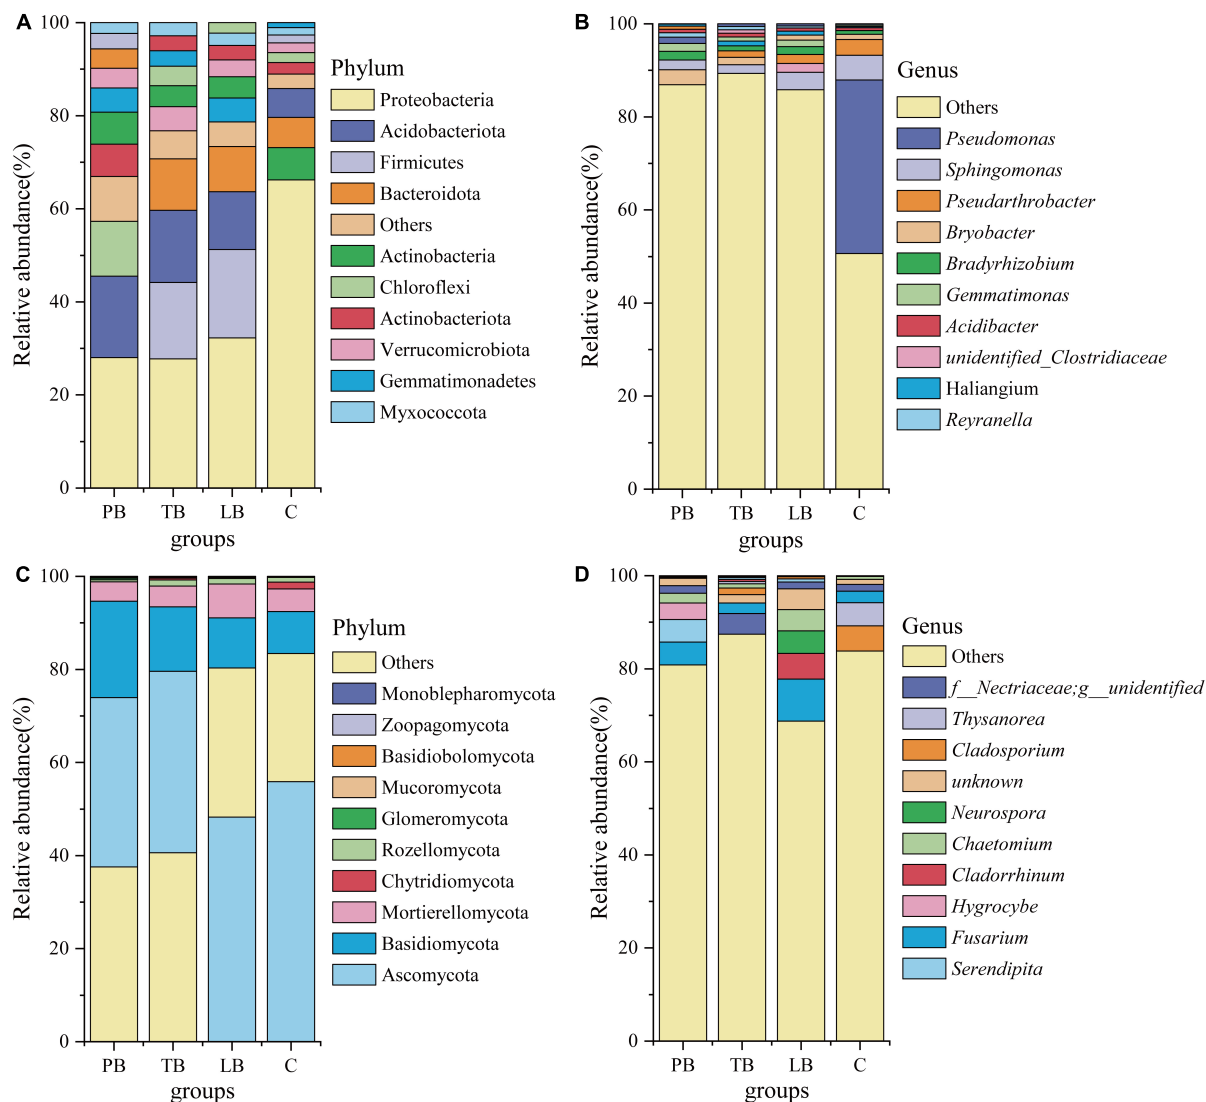 A
100
80
60
40
20
0
Relative abundance(%)
PB
TB
LB
C
groups
Phylum
Proteobacteria
Acidobacteriota
Firmicutes
Bacteroidota
Others
Actinobacteria
Chloroflexi
Actinobacteriota
Verrucomicrobiota
Gemmatimonadetes
Myxococcota
B
100
80
60
40
20
0
Relative abundance(%)
PB
TB
LB
C
groups
Genus
Others
Pseudomonas
Sphingomonas
Pseudarthrobacter
Bryobacter
Bradyrhizobium
Gemmatimonas
Acidibacter
unidentified_Clostridiaceae
Haliangium
Reyranella
C
100
80
60
40
20
0
Relative abundance(%)
PB
TB
LB
C
groups
Phylum
Others
Monoblepharomycota
Zoopagomycota
Basidiobolomycota
Mucoromycota
Glomeromycota
Rozellomycota
Chytridiomycota
Mortierellomycota
Basidiomycota
Ascomycota
D
100
80
60
40
20
0
Relative abundance(%)
PB
TB
LB
C
groups
Genus
Others
f__Nectriaceae;g__unidentified
Thysanorea
Cladosporium
unknown
Neurospora
Chaetomium
Cladorrhinum
Hygrocybe
Fusarium
Serendipita